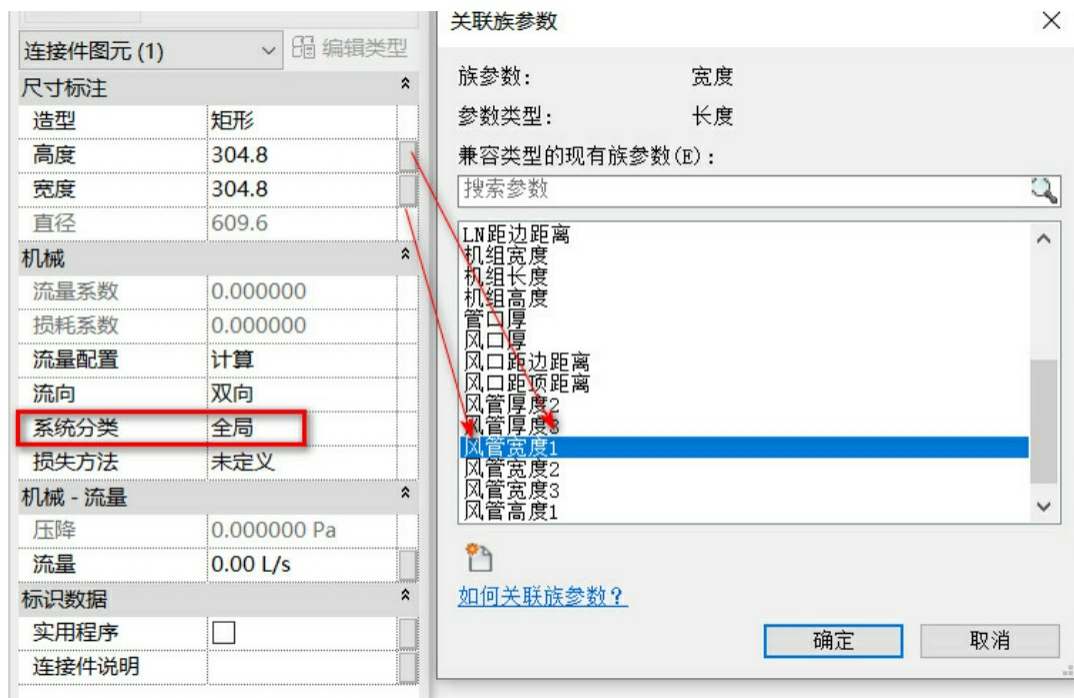 连接件图元 (1)
编辑类型
尺寸标注
造型 矩形
高度 304.8
宽度 304.8
直径 609.6
机械
流量系数 0.000000
损耗系数 0.000000
流量配置 计算
流向 双向
系统分类 全局
损失方法 未定义
机械 - 流量
压降 0.000000 Pa
流量 0.00 L/s
标识数据
实用程序
连接件说明
关联族参数
族参数: 宽度
参数类型: 长度
兼容类型的现有族参数(E):
搜索参数
LN距边距离
机组宽度
机组长度
机组高度
管口厚
风口厚
风口距边距离
风口距顶距离
风管厚度2
风管厚度3
风管宽度1
风管宽度2
风管宽度3
风管高度1
如何关联族参数?
确定
取消